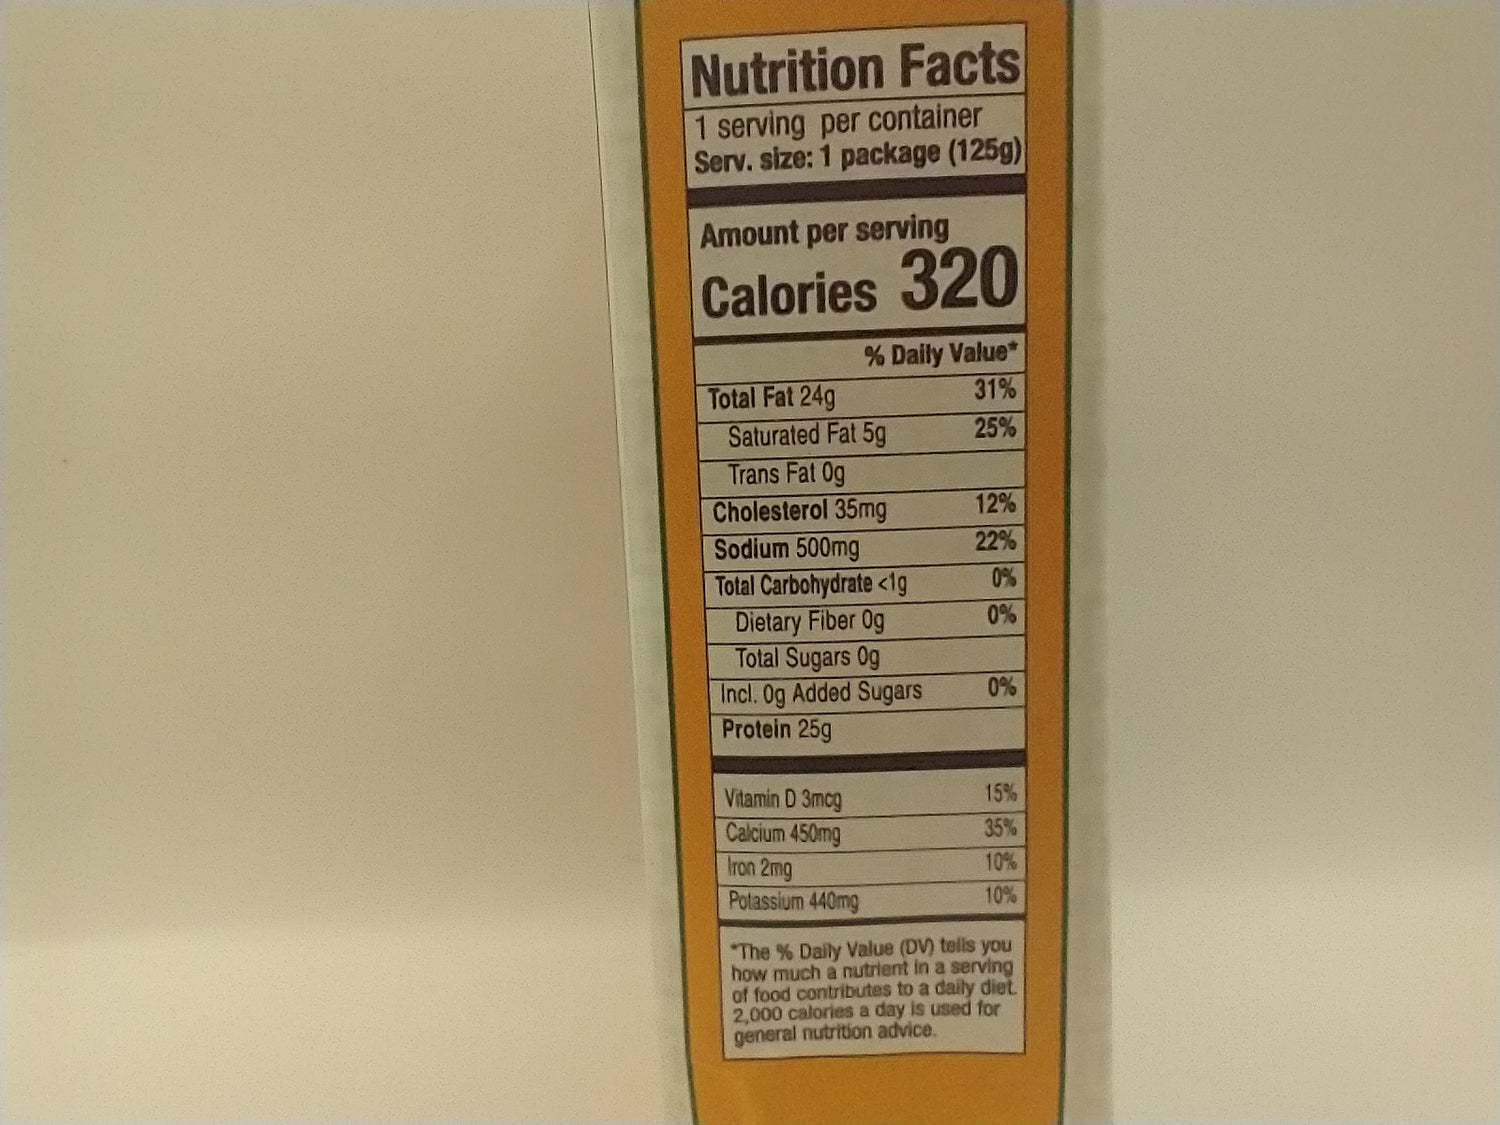 Nutrition Facts
1 serving per container
Serv. size: 1 package (125g)
Amount per serving
Calories 320
% Daily Value*
Total Fat 24g 31%
Saturated Fat 5g 25%
Trans Fat 0g
Cholesterol 35mg 12%
Sodium 500mg 22%
Total Carbohydrate <1g 0%
Dietary Fiber 0g 0%
Total Sugars 0g
Incl. 0g Added Sugars 0%
Protein 25g
Vitamin D 3mcg 15%
Calcium 450mg 35%
Iron 2mg 10%
Potassium 440mg 10%
*The % Daily Value (DV) tells you
how much a nutrient in a serving
of food contributes to a daily diet.
2,000 calories a day is used for
general nutrition advice.